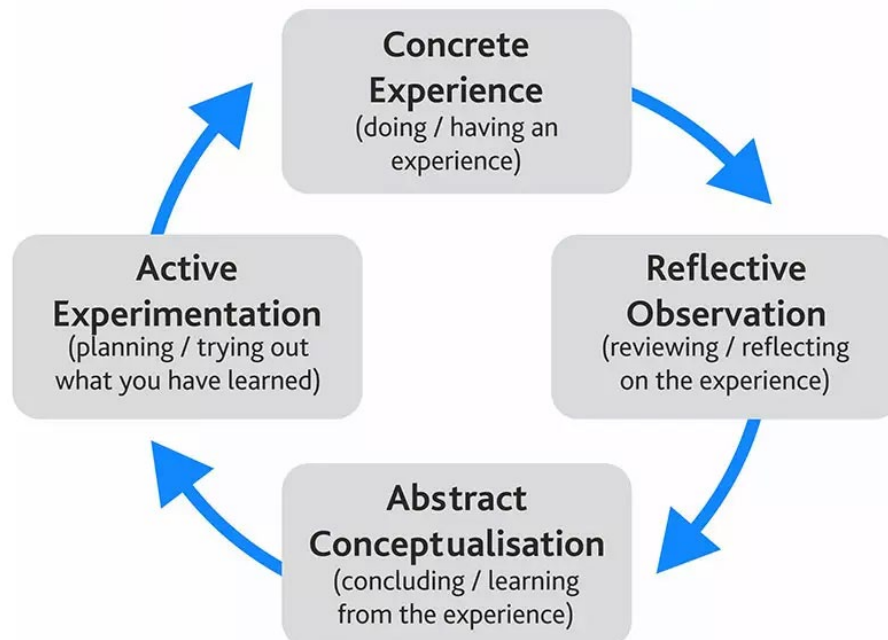 Concrete
Experience
(doing / having an
experience)
Reflective
Observation
(reviewing / reflecting
on the experience)
Abstract
Conceptualisation
(concluding / learning
from the experience)
Active
Experimentation
(planning / trying out
what you have learned)